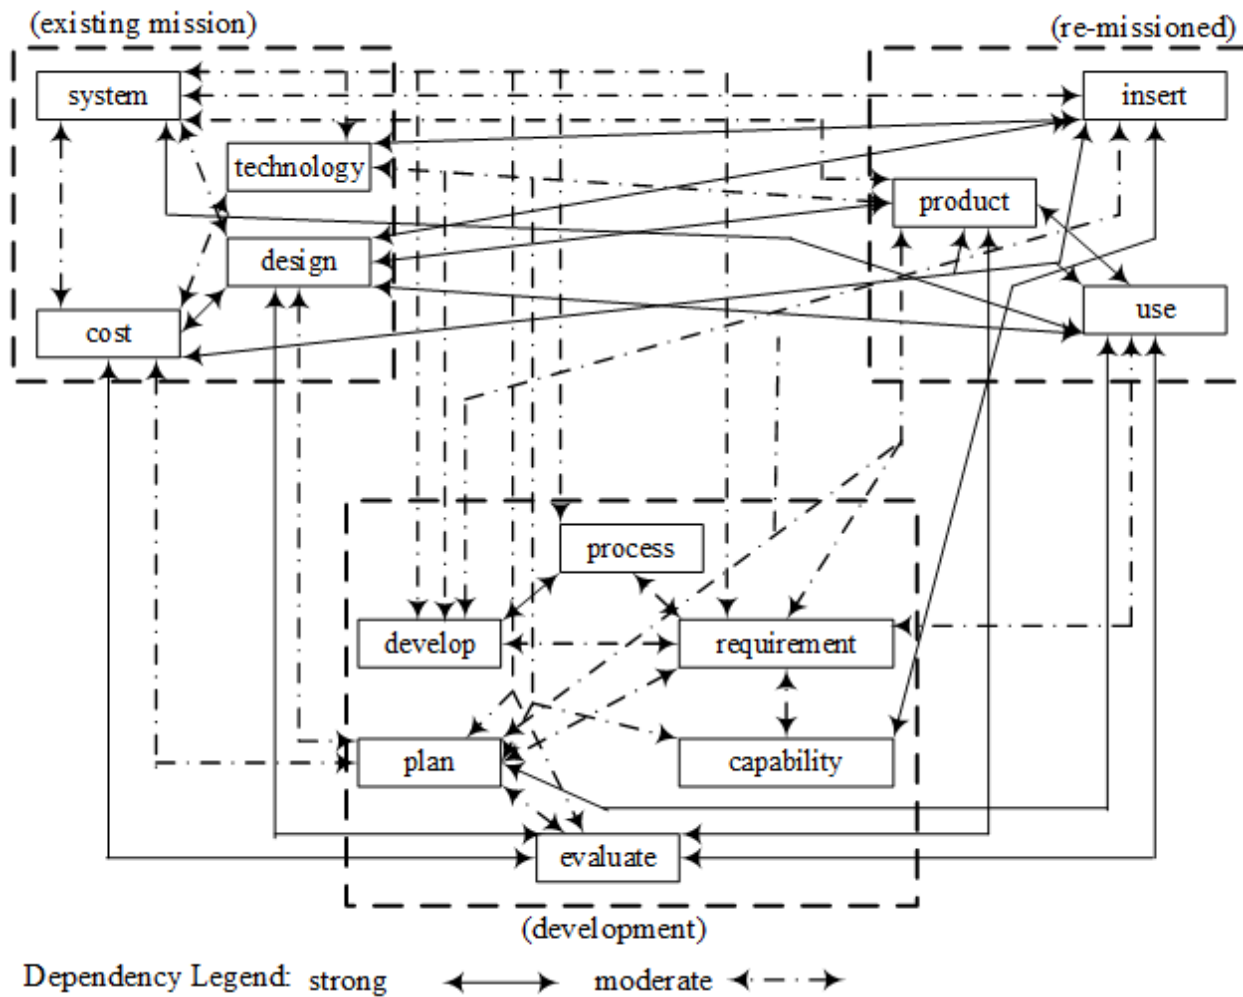 (existing mission)
(re-missioned)
system
insert
technology
product
design
use
cost
process
develop
requirement
plan
capability
evaluate
(development)
Dependency Legend: strong moderate